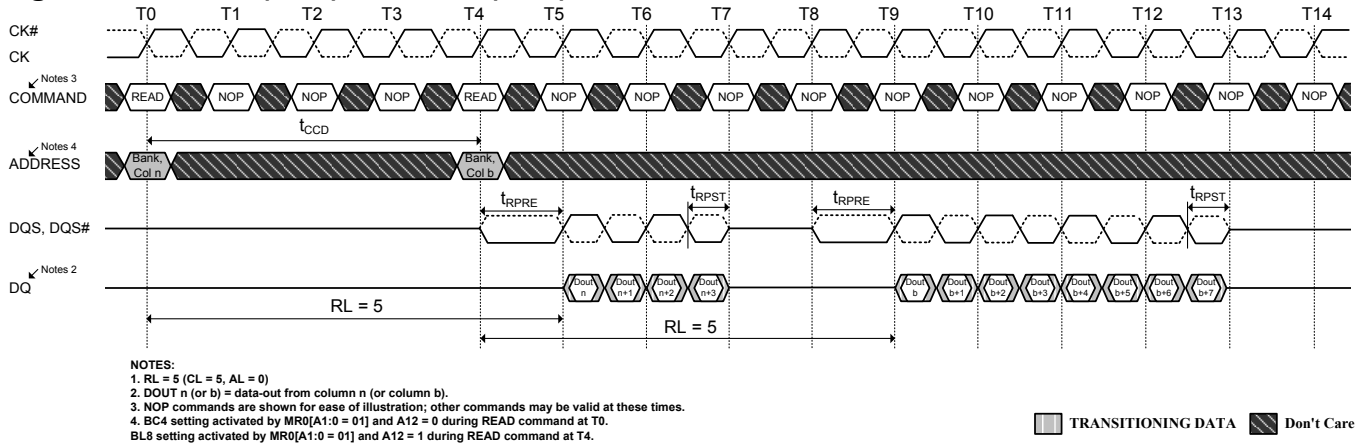 T0 T1 T2 T3 T4 T5 T6 T7 T8 T9 T10 T11 T12 T13 T14
CK#
CK
Notes 3
COMMAND READ NOP NOP NOP READ NOP NOP NOP NOP NOP NOP NOP NOP NOP NOP
tCCD
Notes 4
ADDRESS Bank, Col n Bank, Col b
tRPRE tRPST tRPRE tRPST
DQS, DQS#
Notes 2
DQ Dout n Dout n+1 Dout n+2 Dout n+3 Dout b Dout b+1 Dout b+2 Dout b+3 Dout b+4 Dout b+5 Dout b+6 Dout b+7
RL = 5
RL = 5
NOTES:
1. RL = 5 (CL = 5, AL = 0)
2. DOUT n (or b) = data-out from column n (or column b).
3. NOP commands are shown for ease of illustration; other commands may be valid at these times.
4. BC4 setting activated by MR0[A1:0 = 01] and A12 = 0 during READ command at T0.
BL8 setting activated by MR0[A1:0 = 01] and A12 = 1 during READ command at T4.
TRANSITIONING DATA Don't Care